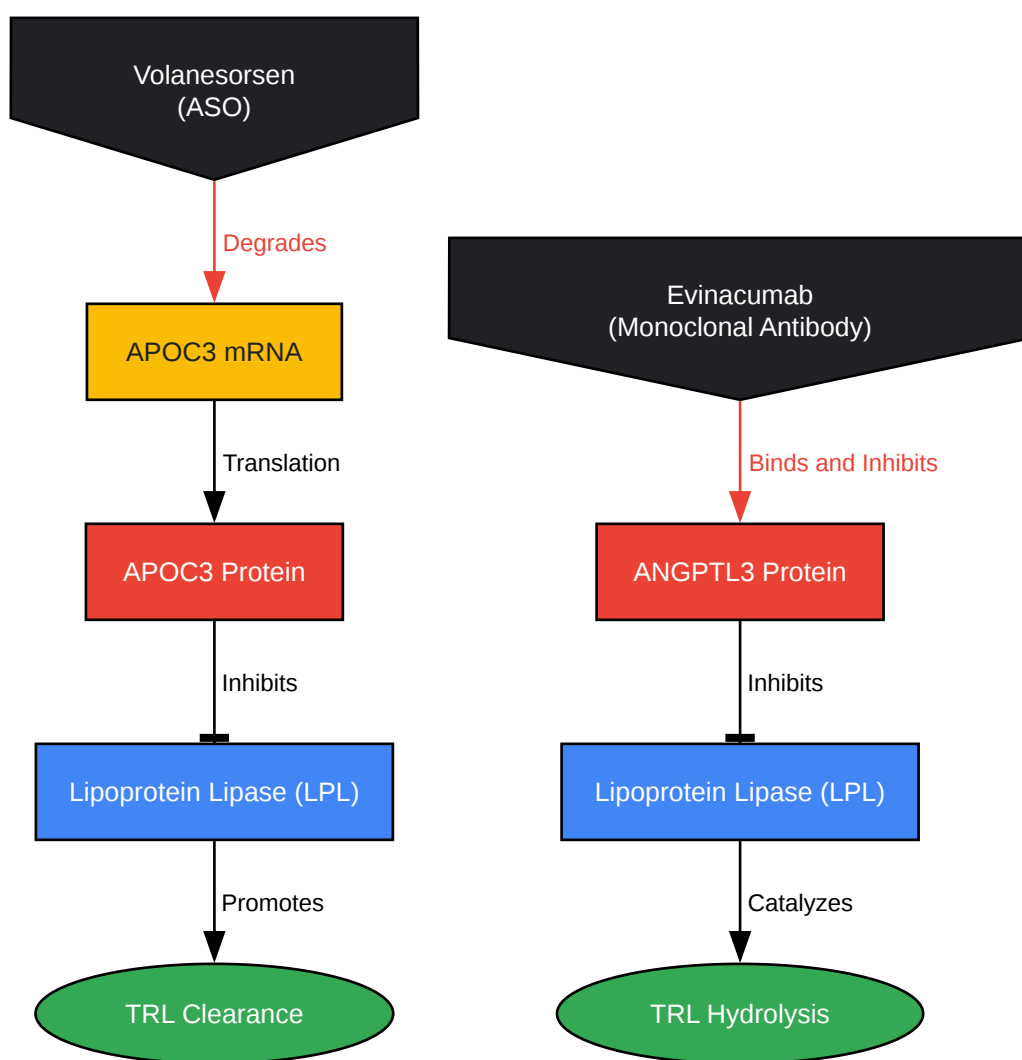 Volanesorsen
(ASO)
Degrades
APOC3 mRNA
Translation
APOC3 Protein
Inhibits
Lipoprotein Lipase (LPL)
Promotes
TRL Clearance
Evinacumab
(Monoclonal Antibody)
Binds and Inhibits
ANGPTL3 Protein
Inhibits
Lipoprotein Lipase (LPL)
Catalyzes
TRL Hydrolysis